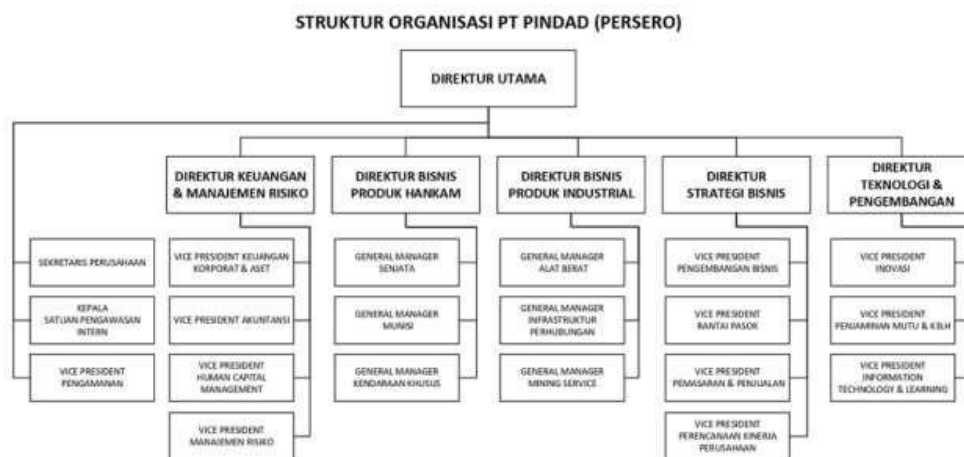 STRUKTUR ORGANISASI PT PINDAD (PERSERO)
DIREKTUR UTAMA
DIREKTUR KEUANGAN
& MANAJEMEN RISIKO
DIREKTUR BISNIS
PRODUK HANKAM
DIREKTUR BISNIS
PRODUK INDUSTRIAL
DIREKTUR
STRATEGI BISNIS
DIREKTUR
TEKNOLOGI &
PENGEMBANGAN
SEKRETARIS PERUSAHAAN
VICE PRESIDENT KEUANGAN
KORPORAT & ASET
GENERAL MANAGER
SENJATA
GENERAL MANAGER
ALAT BERAT
VICE PRESIDENT
PENGEMBANGAN BISNIS
VICE PRESIDENT
INOVASI
KEPALA
SATUAN PENGAWASAN
INTERN
VICE PRESIDENT AKUNTANSI
GENERAL MANAGER
MUNISI
GENERAL MANAGER
INFRASTRUKTUR
PERHUBUNGAN
VICE PRESIDENT
RANTAI PASOK
VICE PRESIDENT
PENJAMINAN MUTU & K3LH
VICE PRESIDENT
PENGAMANAN
VICE PRESIDENT
HUMAN CAPITAL
MANAGEMENT
GENERAL MANAGER
KENDARAAN KHUSUS
GENERAL MANAGER
MINING SERVICE
VICE PRESIDENT
PEMASARAN & PENJUALAN
VICE PRESIDENT
INFORMATION
TECHNOLOGY & LEARNING
VICE PRESIDENT
MANAJEMEN RISIKO
VICE PRESIDENT
PERENCANAAN KINERJA
PERUSAHAAN